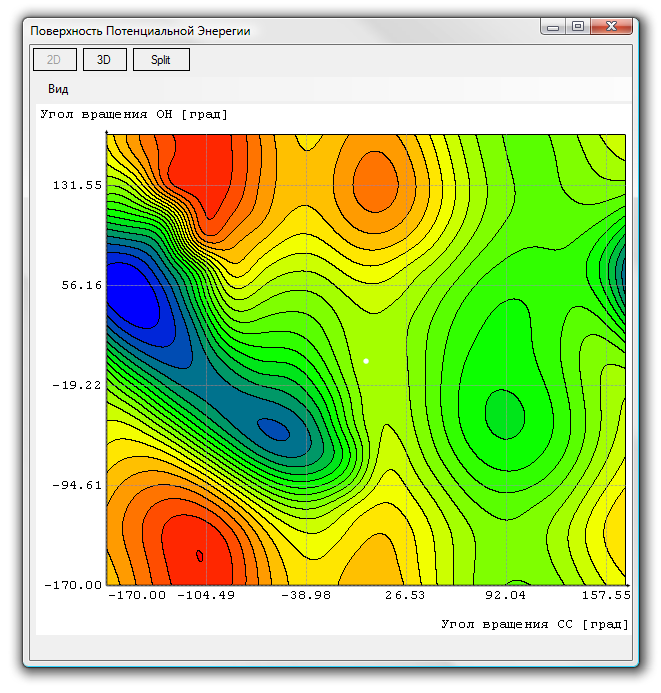 Поверхность Потенциальной Энерегии
2D 3D Split
Вид
Угол вращения OH [град]
131.55
56.16
-19.22
-94.61
-170.00
-170.00 -104.49 -38.98 26.53 92.04 157.55
Угол вращения CC [град]